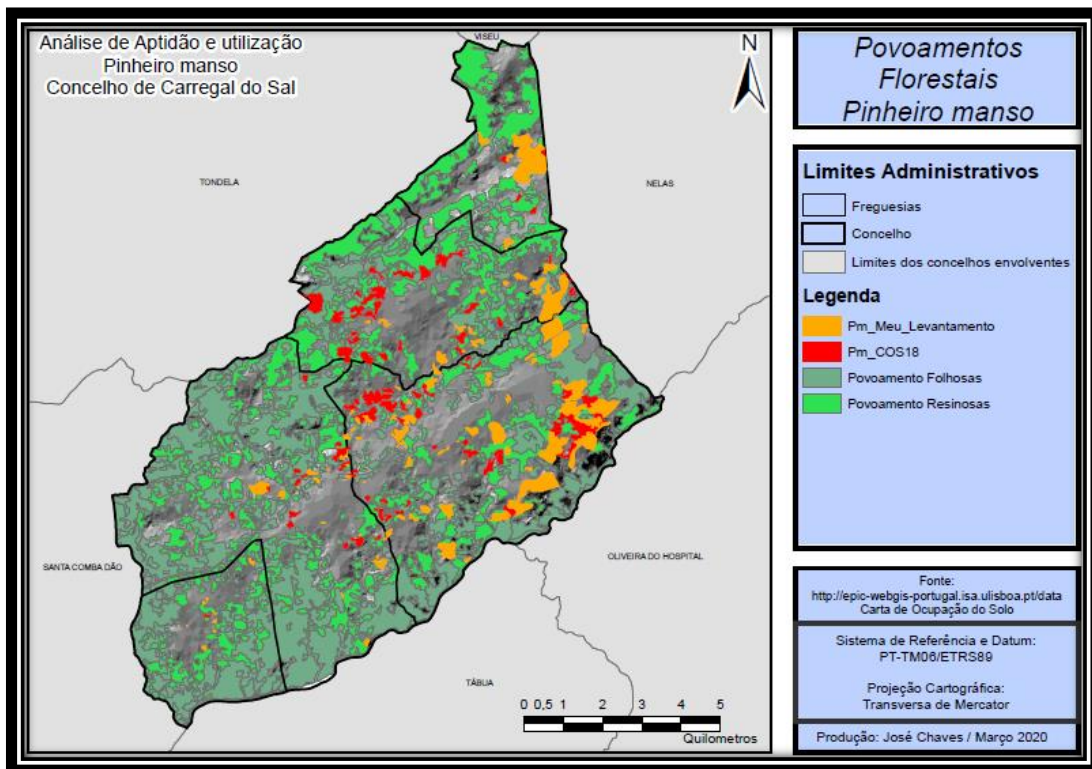 Análise de Aptidão e utilização
Pinheiro manso
Concelho de Carregal do Sal
VISEU
N
TONDELA
NELAS
SANTA COMBA DÃO
OLIVEIRA DO HOSPITAL
TÁBUA
0 0,5 1 2 3 4 5
Quilometros
Povoamentos
Florestais
Pinheiro manso
Limites Administrativos
Freguesias
Concelho
Limites dos concelhos envolventes
Legenda
Pm_Meu_Levantamento
Pm_COS18
Povoamento Folhosas
Povoamento Resinosas
Fonte:
http://epic-webgis-portugal.isa.ulisboa.pt/data
Carta de Ocupação do Solo
Sistema de Referência e Datum:
PT-TM06/ETRS89
Projeção Cartográfica:
Transversa de Mercator
Produção: José Chaves / Março 2020